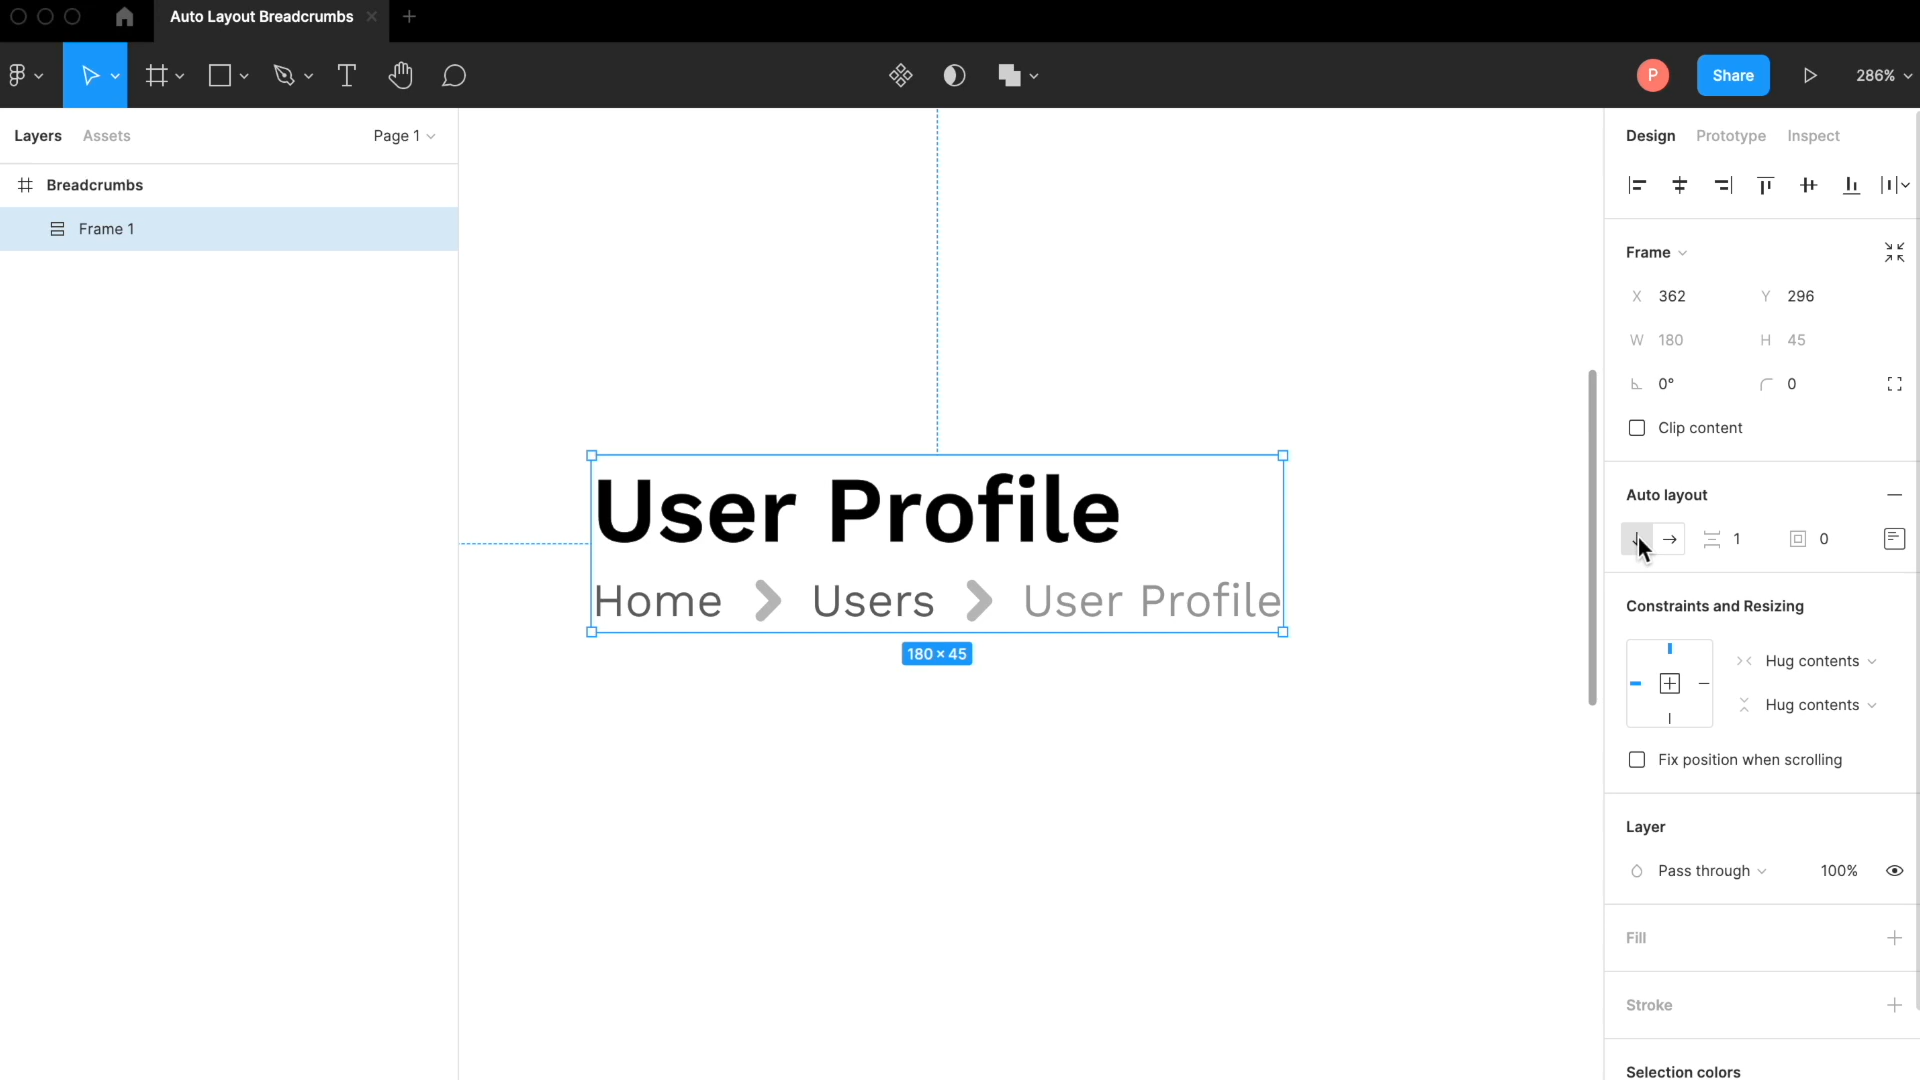 Auto Layout Breadcrumbs
P
Share
286%
Layers
Assets
Page 1
Breadcrumbs
Frame 1
User Profile
Home
Users
User Profile
180 × 45
Design
Prototype
Inspect
Frame
X 362
Y 296
W 180
H 45
0°
0
Clip content
Auto layout
1
0
Constraints and Resizing
Hug contents
Hug contents
Fix position when scrolling
Layer
Pass through
100%
Fill
Stroke
Selection colors